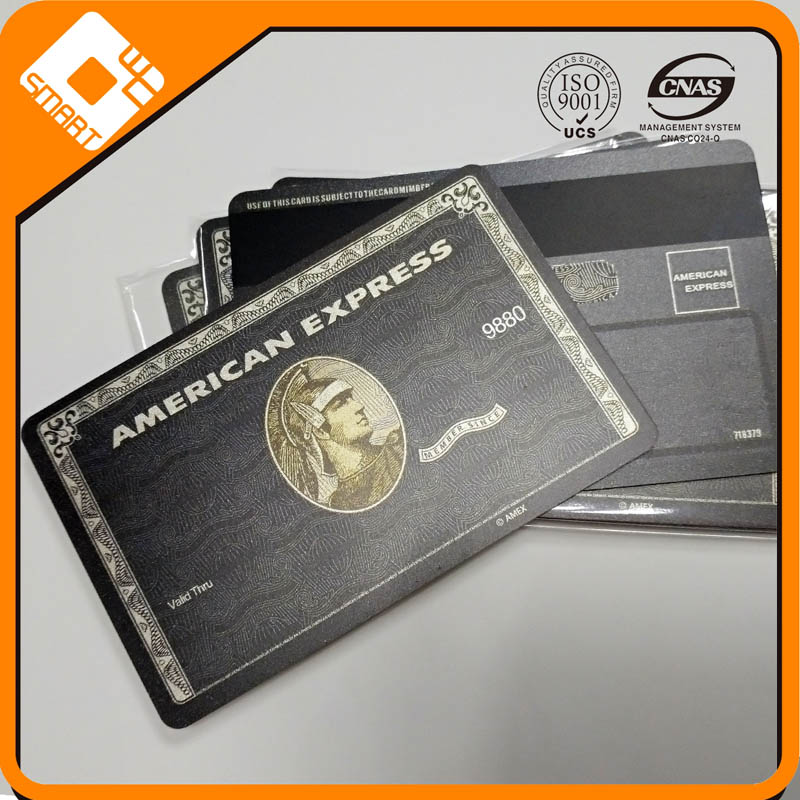 SMART
QUALITY ASSURED FIRM
ISO
9001
UCS
CNAS
MANAGEMENT SYSTEM
CNAS C024-Q
USE OF THIS CARD IS SUBJECT TO THE CARDMIMBER
AMERICAN
EXPRESS
AMERICAN EXPRESS
9880
MEMBER SINCE
718379
© AMEX
© AMEX
Valid Thru